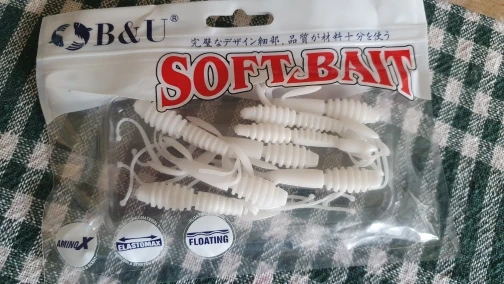 B&U®
完璧なデザイン細部,品質が材料十分を使う
SOFT.BAIT
AMINO X
ELASTOMAX
FLOATING